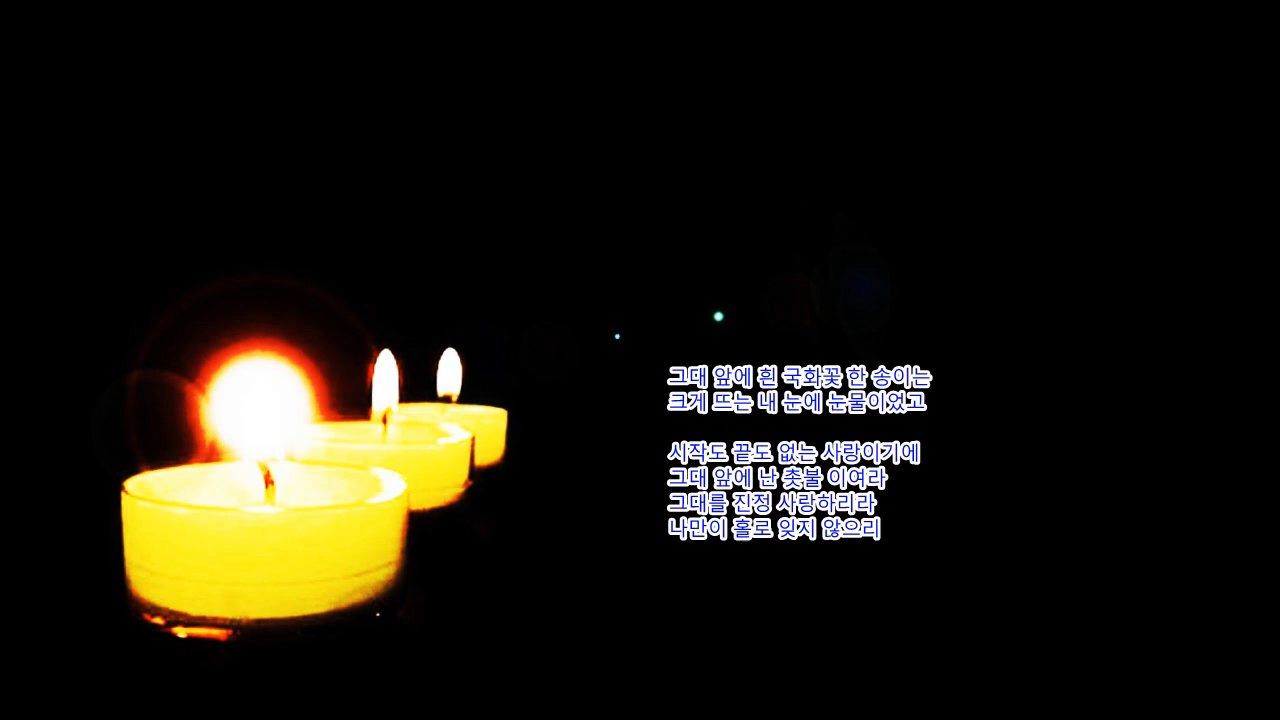 그대 앞에 흰 국화꽃 한 송이는
크게 뜨는 내 눈에 눈물이었고
시작도 끝도 없는 사랑이기에
그대 앞에 난 촛불 이여라
그대를 진정 사랑하리라
나만이 홀로 잊지 않으리